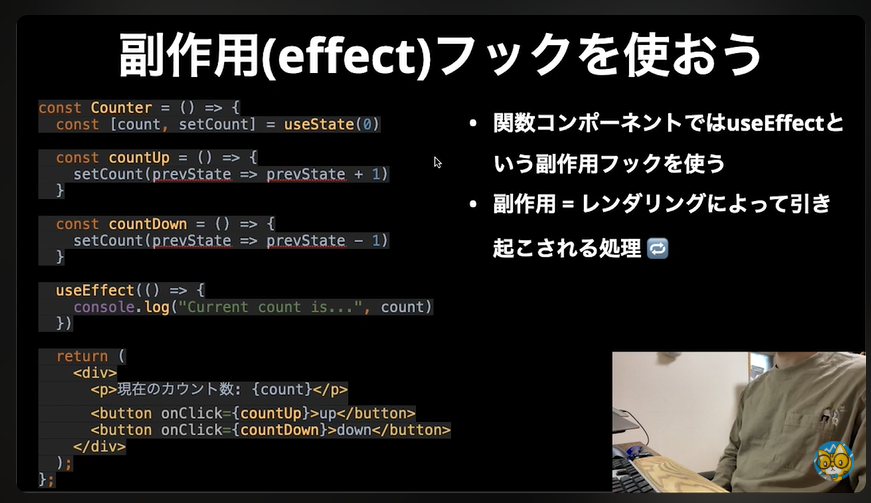 副作用(effect)フックを使おう
const Counter = () => {
const [count, setCount] = useState(0)
const countUp = () => {
setCount(prevState => prevState + 1)
}
const countDown = () => {
setCount(prevState => prevState − 1)
}
useEffect(() => {
console.log("Current count is...", count)
})
return (
<div>
<p>現在のカウント数: {count}</p>
<button onClick={countUp}>up</button>
<button onClick={countDown}>down</button>
</div>
);
};
• 関数コンポーネントではuseEffectと
いう副作用フックを使う
• 副作用 = レンダリングによって引き
起こされる処理 🔁